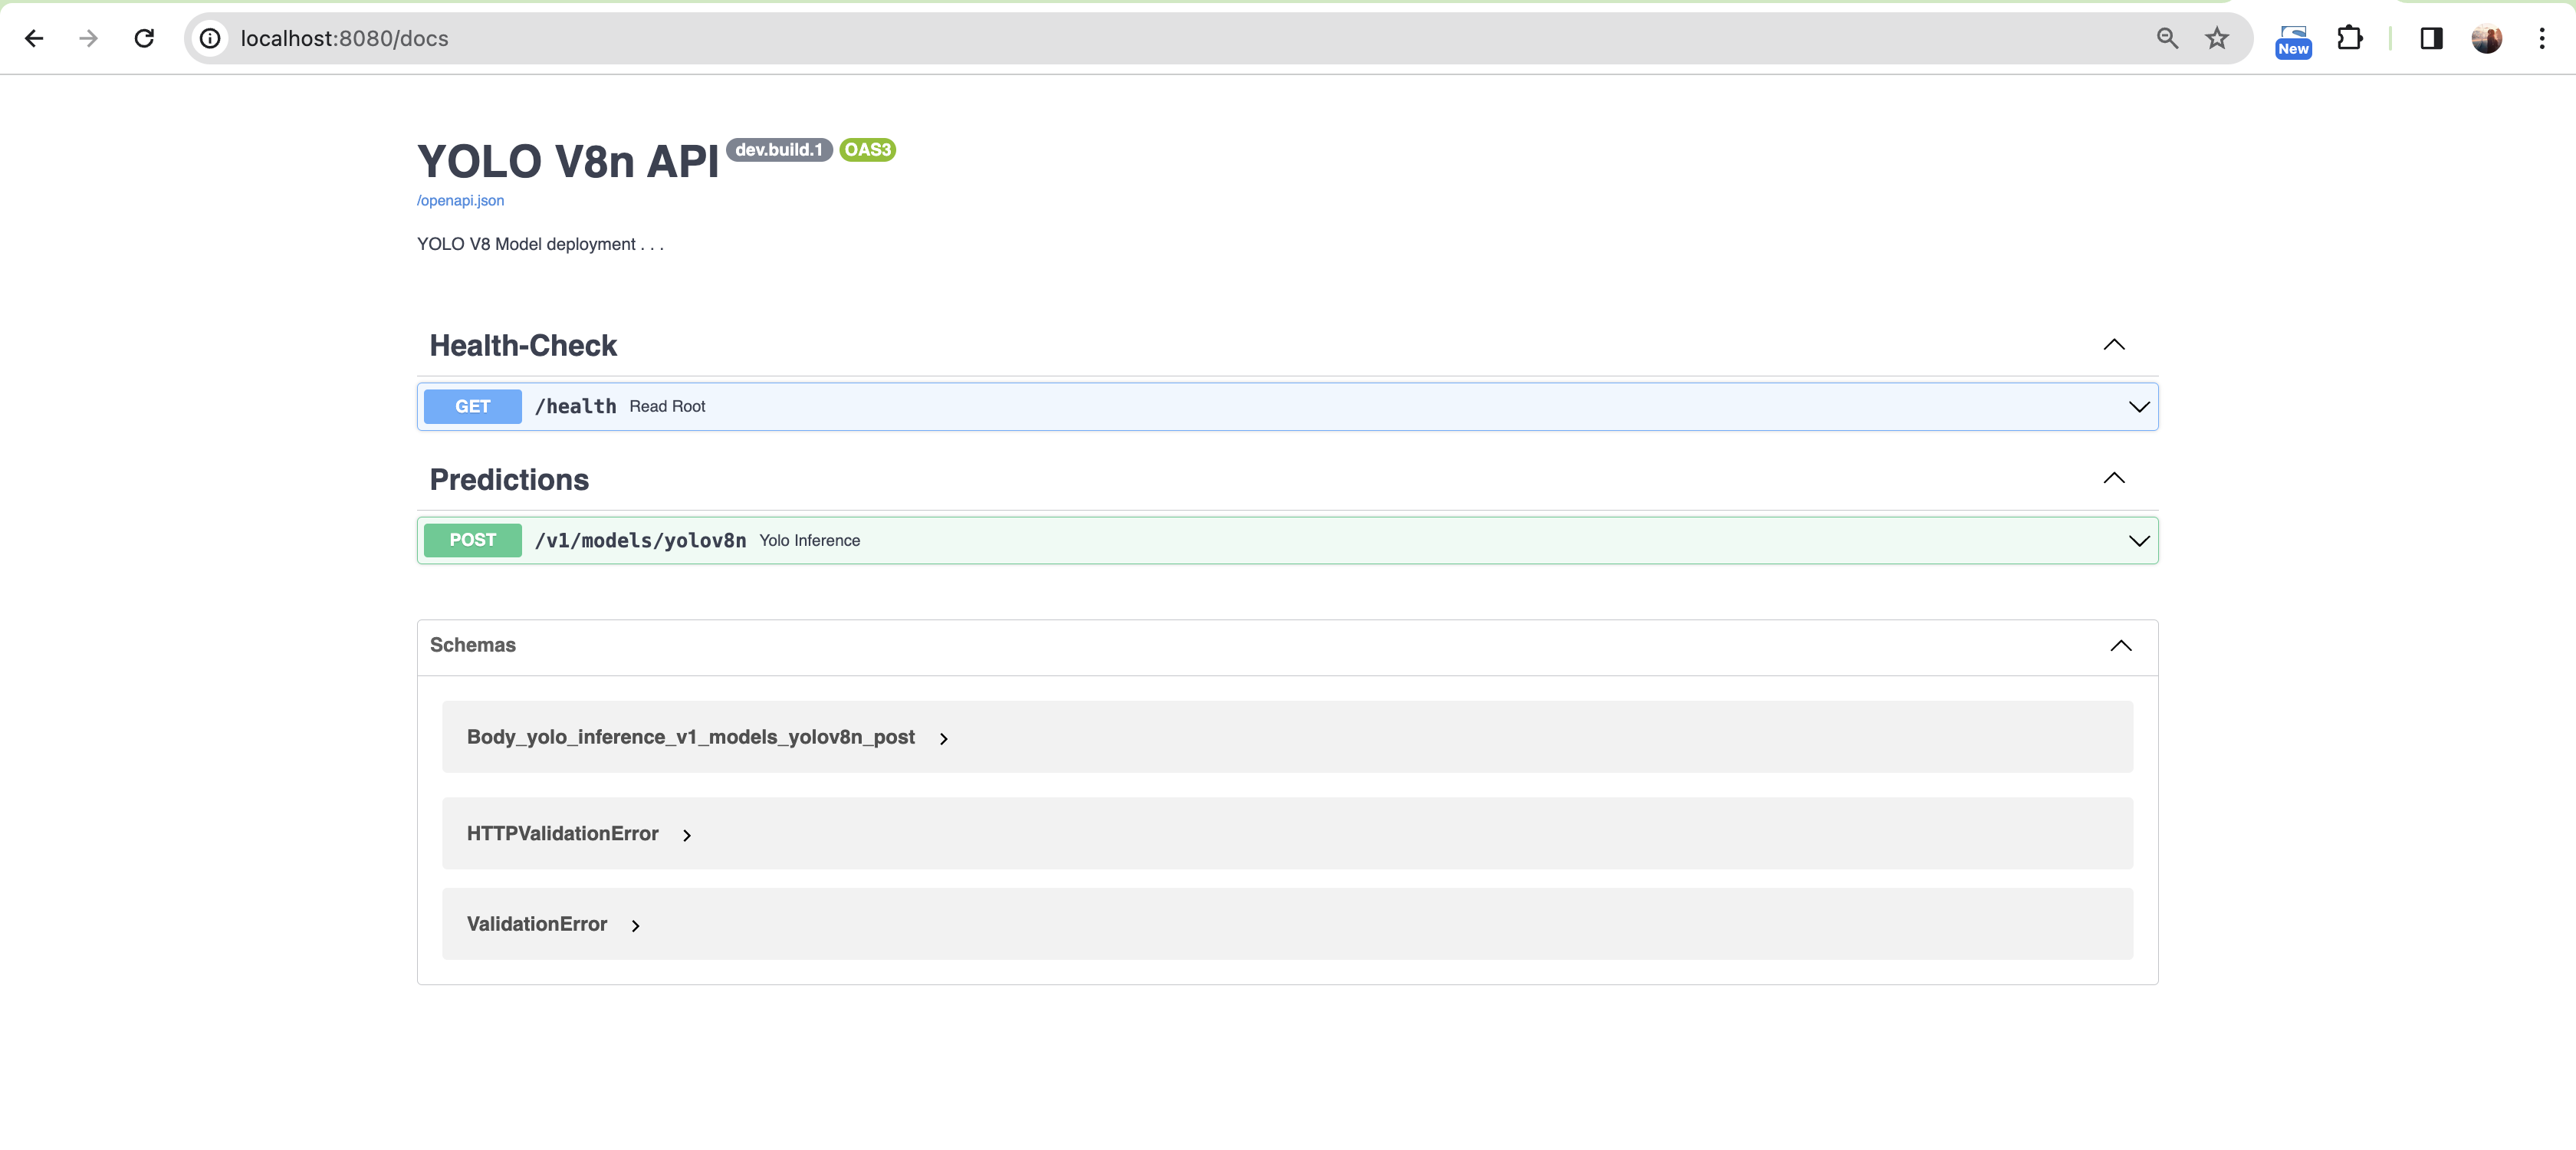 localhost:8080/docs
New
YOLO V8n API dev.build.1 OAS3
/openapi.json
YOLO V8 Model deployment . . .
Health-Check
GET /health Read Root
Predictions
POST /v1/models/yolov8n Yolo Inference
Schemas
Body_yolo_inference_v1_models_yolov8n_post
HTTPValidationError
ValidationError